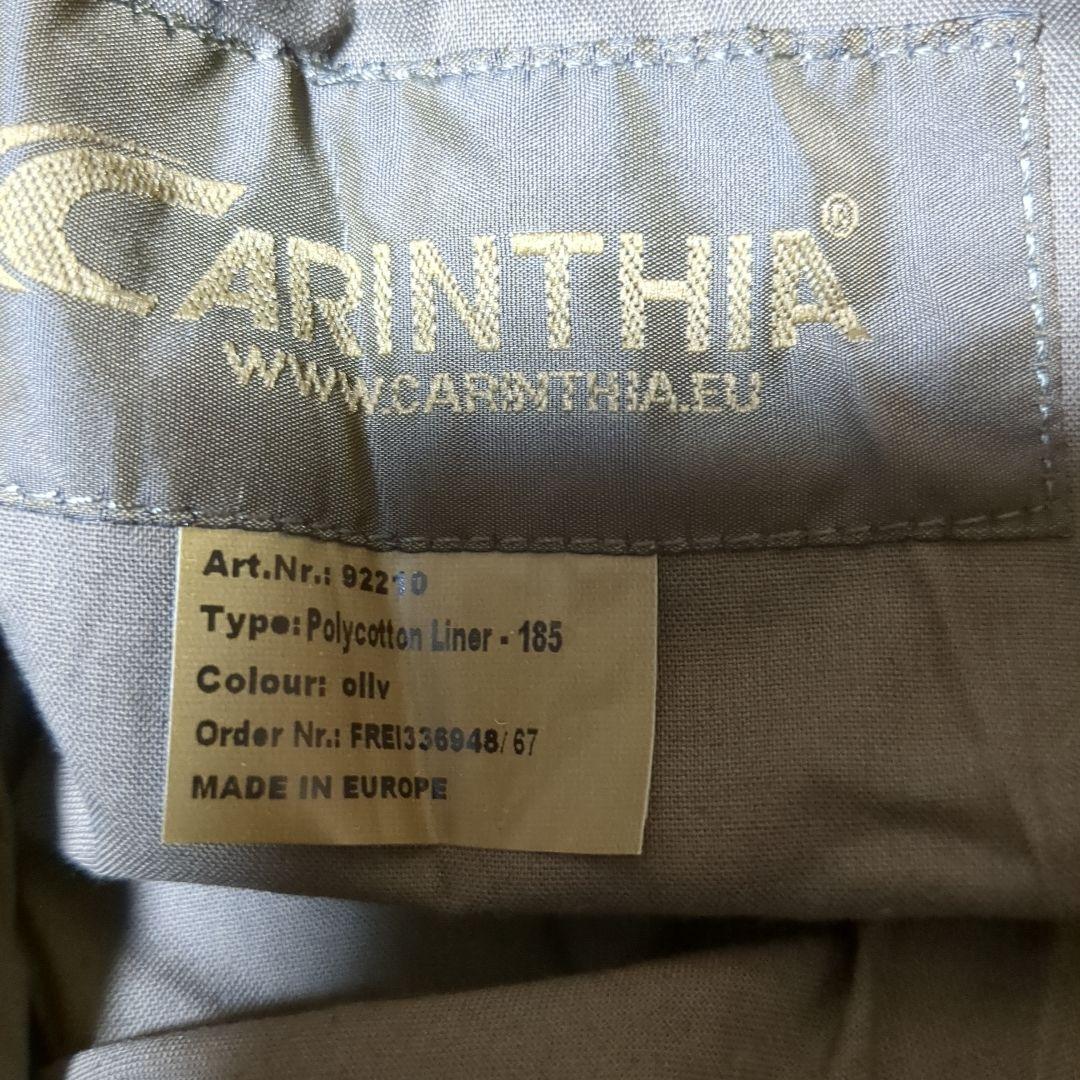 CARINTHIA®
WWW.CARINTHIA.EU
Art.Nr.: 92210
Type: Polycotton Liner - 185
Colour: oliv
Order Nr.: FREI336948/67
MADE IN EUROPE